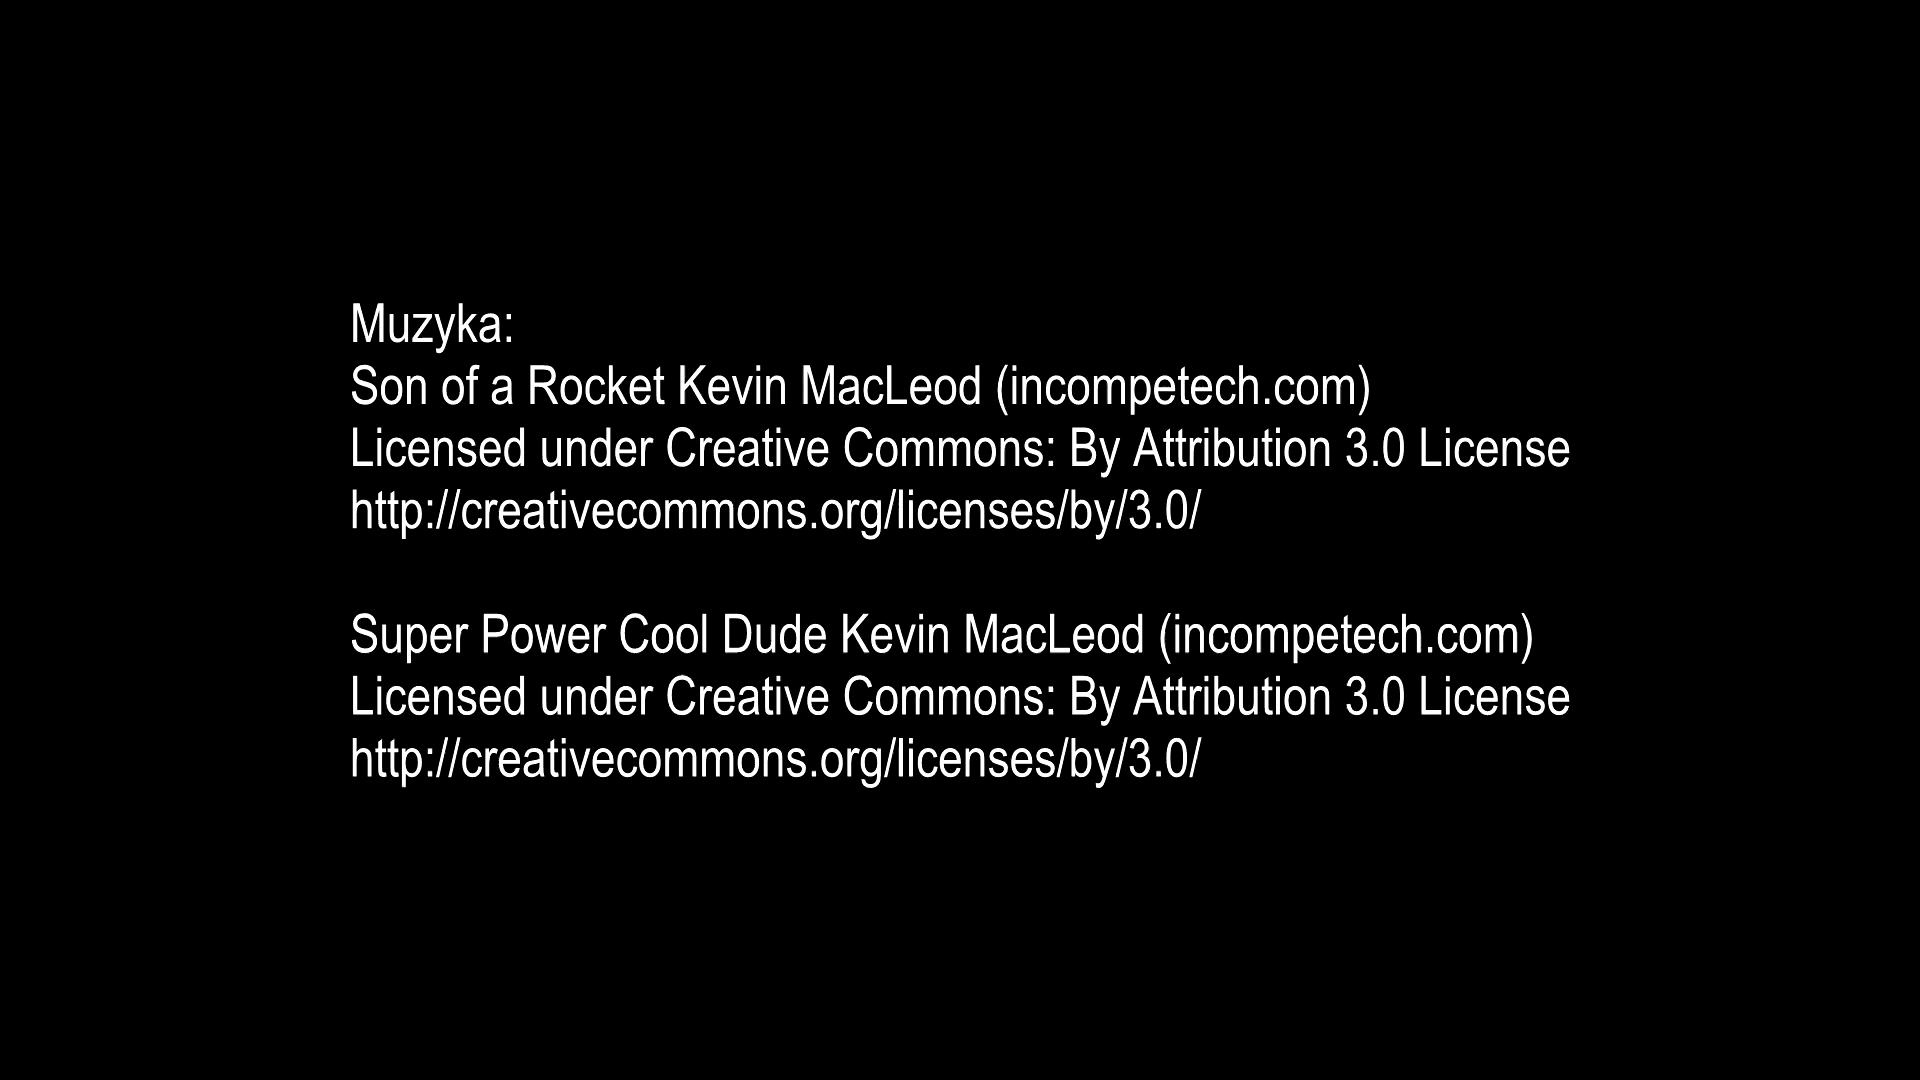 Muzyka:
Son of a Rocket Kevin MacLeod (incompetech.com)
Licensed under Creative Commons: By Attribution 3.0 License
http://creativecommons.org/licenses/by/3.0/
Super Power Cool Dude Kevin MacLeod (incompetech.com)
Licensed under Creative Commons: By Attribution 3.0 License
http://creativecommons.org/licenses/by/3.0/